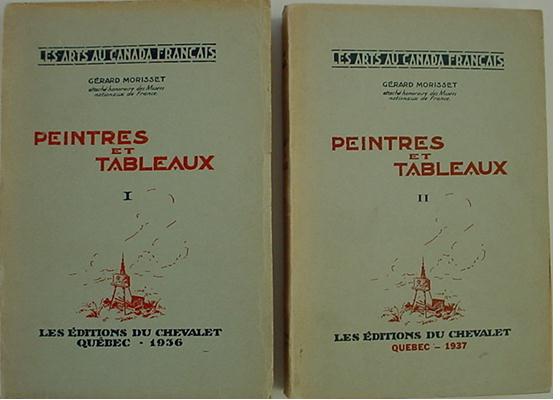 LES ARTS AU CANADA FRANÇAIS
GÉRARD MORISSET
attaché honoraire des Musées
nationaux de France.
PEINTRES
ET
TABLEAUX
I
LES ÉDITIONS DU CHEVALET
QUÉBEC - 1936
LES ARTS AU CANADA FRANÇAIS
GÉRARD MORISSET
attaché honoraire des Musées
nationaux de France.
PEINTRES
ET
TABLEAUX
II
LES ÉDITIONS DU CHEVALET
QUEBEC - 1937